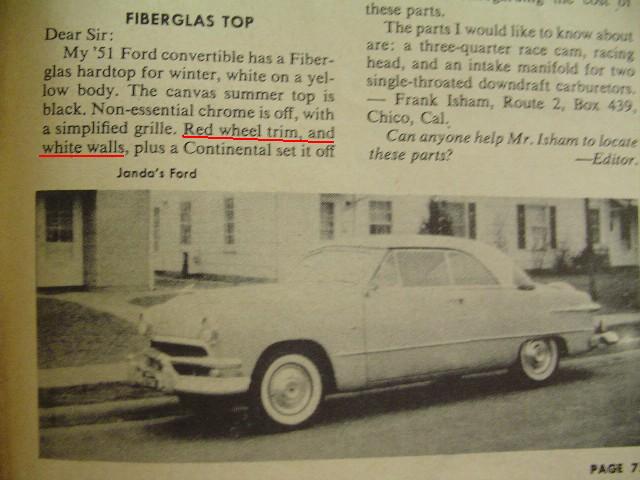 FIBERGLAS TOP
Dear Sir:
My '51 Ford convertible has a Fiber-
glas hardtop for winter, white on a yel-
low body. The canvas summer top is
black. Non-essential chrome is off, with
a simplified grille. Red wheel trim, and
white walls, plus a Continental set it off
Janda's Ford
the cost of
these parts.
The parts I would like to know about
are: a three-quarter race cam, racing
head, and an intake manifold for two
single-throated downdraft carburetors.
— Frank Isham, Route 2, Box 439,
Chico, Cal.
Can anyone help Mr. Isham to locate
these parts? —Editor.
PAGE 7